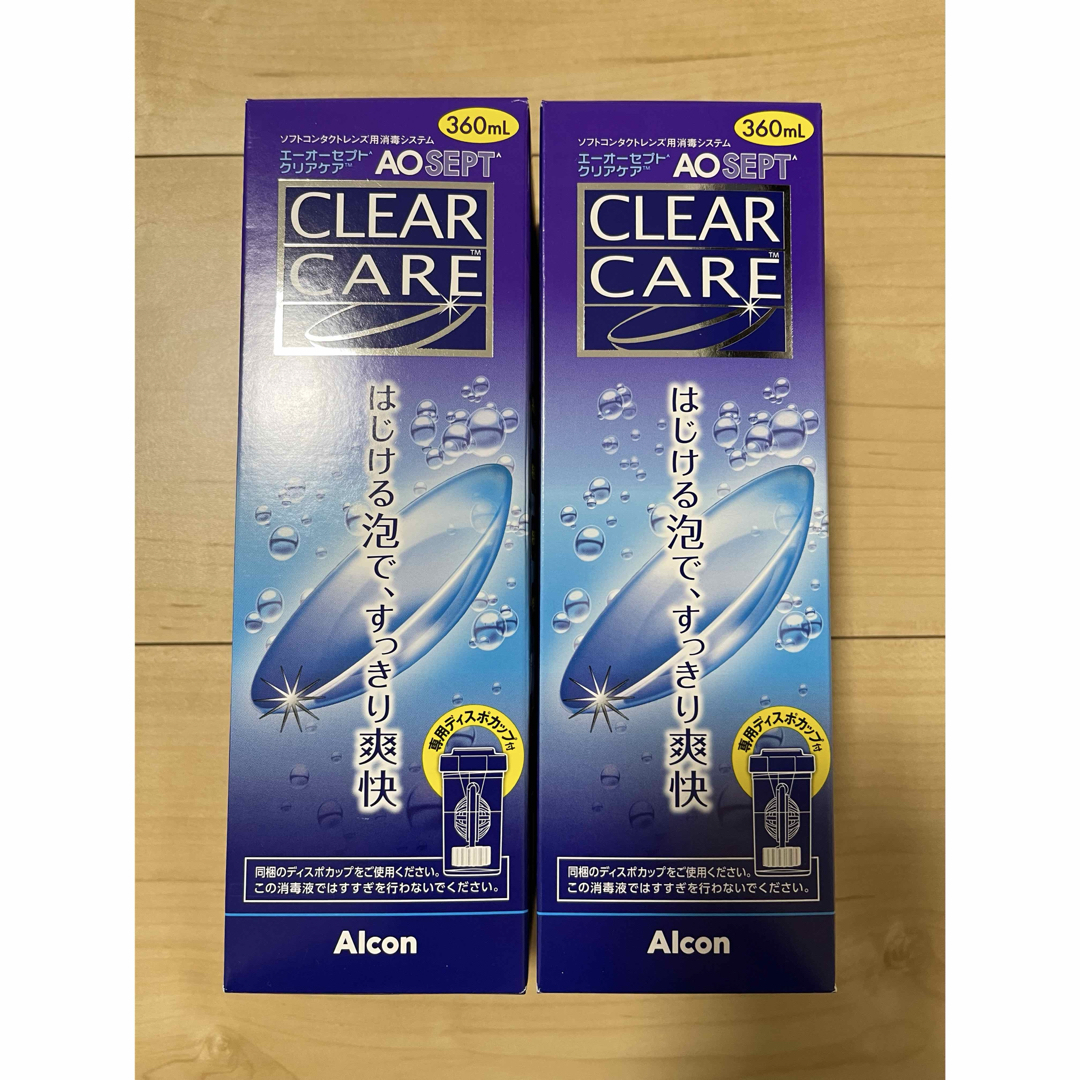 360mL
ソフトコンタクトレンズ用消毒システム
エーオーセプト^
クリアケア™
AOSEPT^
CLEAR
CARE™
はじける泡で、すっきり爽快
専用ディスポカップ付
同梱のディスポカップをご使用ください。
この消毒液ではすすぎを行わないでください。
Alcon
360mL
ソフトコンタクトレンズ用消毒システム
エーオーセプト^
クリアケア™
AOSEPT^
CLEAR
CARE™
はじける泡で、すっきり爽快
専用ディスポカップ付
同梱のディスポカップをご使用ください。
この消毒液ではすすぎを行わないでください。
Alcon